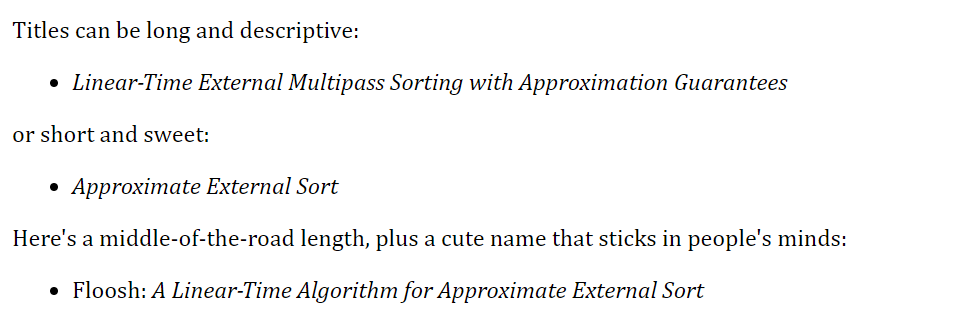 Titles can be long and descriptive:
• Linear-Time External Multipass Sorting with Approximation Guarantees
or short and sweet:
• Approximate External Sort
Here's a middle-of-the-road length, plus a cute name that sticks in people's minds:
• Floosh: A Linear-Time Algorithm for Approximate External Sort